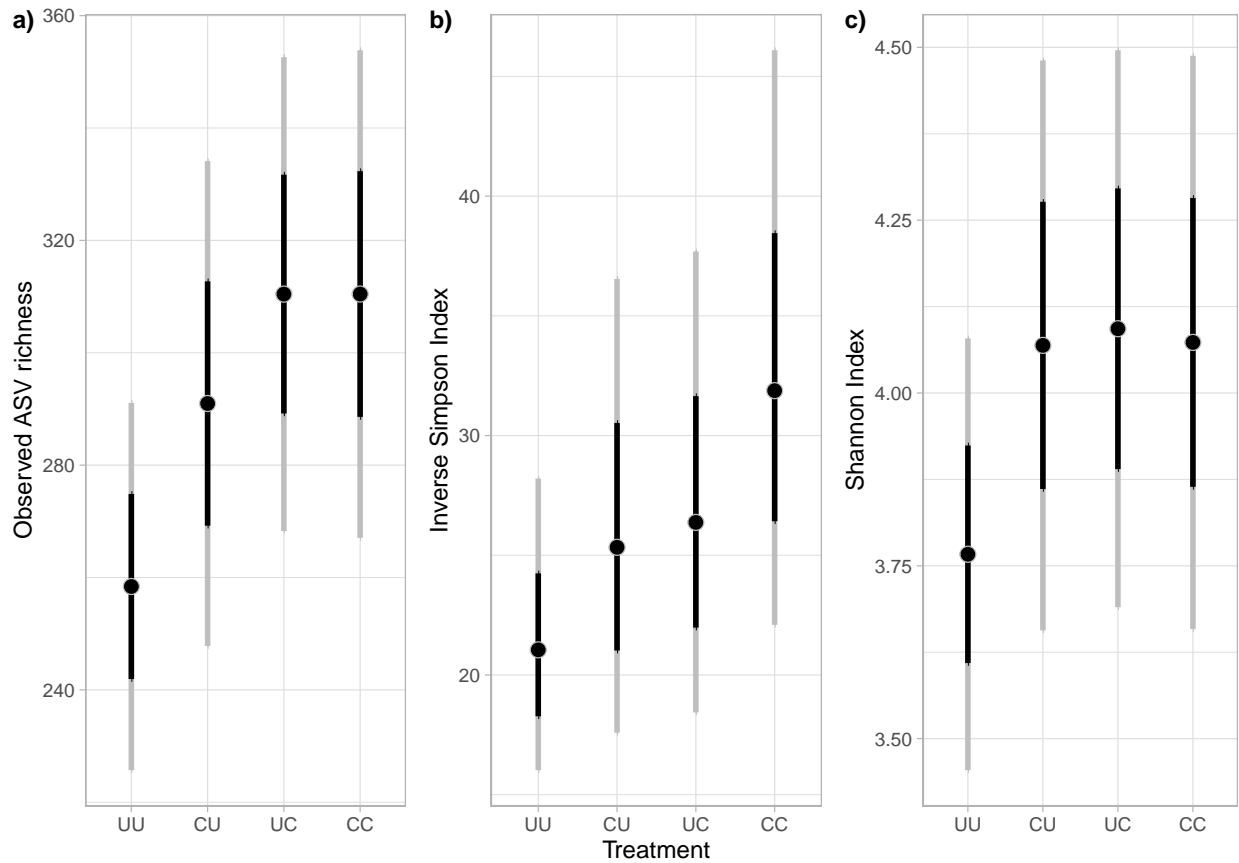 a)
Observed ASV richness
360
320
280
240
UU CU UC CC
b)
Inverse Simpson Index
40
30
20
UU CU UC CC
Treatment
c)
Shannon Index
4.50
4.25
4.00
3.75
3.50
UU CU UC CC